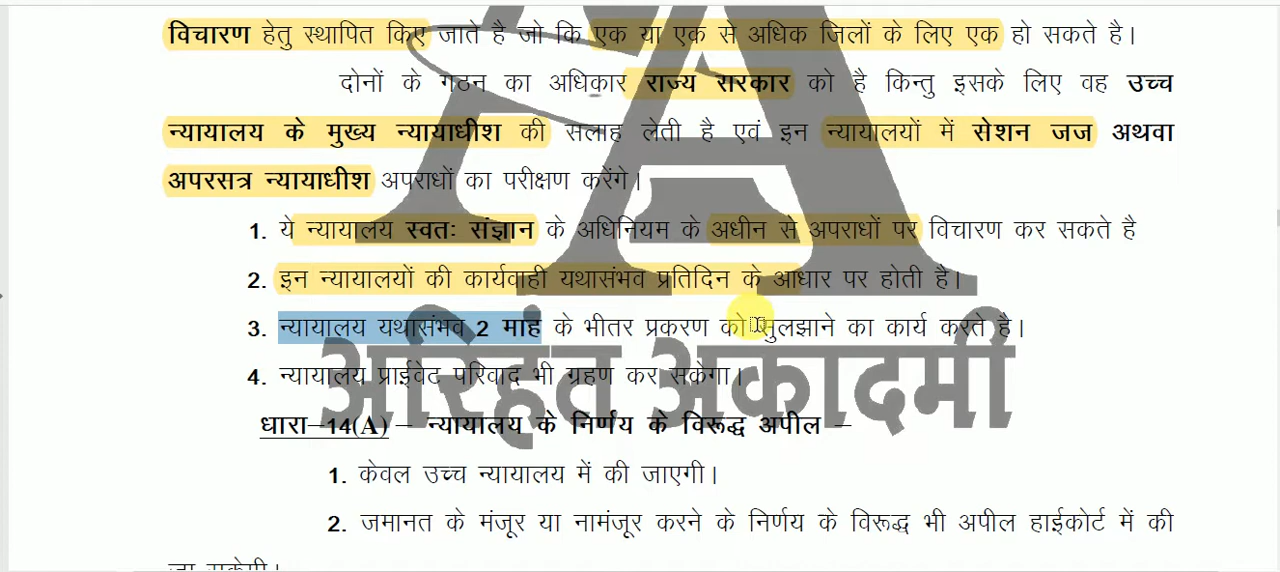 विचारण हेतु स्थापित किए जाते है जो कि एक या एक से अधिक जिलों के लिए एक हो सकते है।
दोनों के गठन का अधिकार राज्य सरकार को है किन्तु इसके लिए वह उच्च
न्यायालय के मुख्य न्यायाधीश की सलाह लेती है एवं इन न्यायालयों में सेशन जज अथवा
अपरसत्र न्यायाधीश अपराधों का परीक्षण करेंगे।
1. ये न्यायालय स्वतः संज्ञान के अधिनियम के अधीन से अपराधों पर विचारण कर सकते है
2. इन न्यायालयों की कार्यवाही यथासंभव प्रतिदिन के आधार पर होती है।
3. न्यायालय यथासंभव 2 माहं के भीतर प्रकरण को सुलझाने का कार्य करते है।
अरिहंत अकादमी
4. न्यायालय प्राईवेट परिवाद भी ग्रहण कर सकेगा।
धारा–14(A) – न्यायालय के निर्णय के विरूद्ध अपील –
1. केवल उच्च न्यायालय में की जाएगी।
2. जमानत के मंजूर या नामंजूर करने के निर्णय के विरूद्ध भी अपील हाईकोर्ट में की
जा सकेगी।